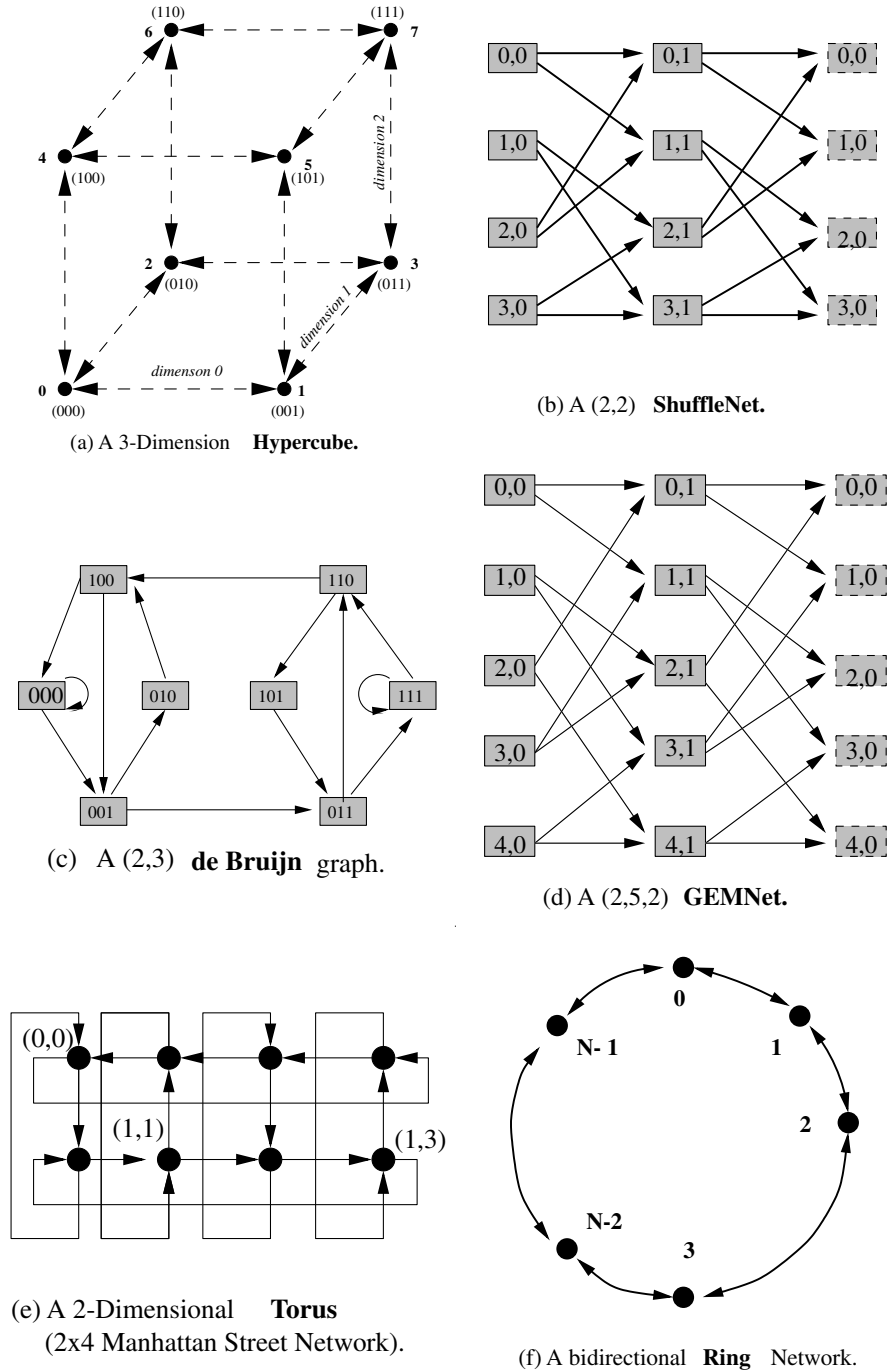 (110)
6
(111)
7
4
(100)
5
(101)
dimension 2
2
(010)
3
(011)
dimension 1
dimenson 0
0
(000)
1
(001)
(a) A 3-Dimension Hypercube.
0,0 0,1 0,0
1,0 1,1 1,0
2,0 2,1 2,0
3,0 3,1 3,0
(b) A (2,2) ShuffleNet.
100 110
000 010 101 111
001 011
(c) A (2,3) de Bruijn graph.
0,0 0,1 0,0
1,0 1,1 1,0
2,0 2,1 2,0
3,0 3,1 3,0
4,0 4,1 4,0
(d) A (2,5,2) GEMNet.
(0,0)
(1,1) (1,3)
(e) A 2-Dimensional Torus
(2x4 Manhattan Street Network).
0
N- 1 1
2
N-2
3
(f) A bidirectional Ring Network.